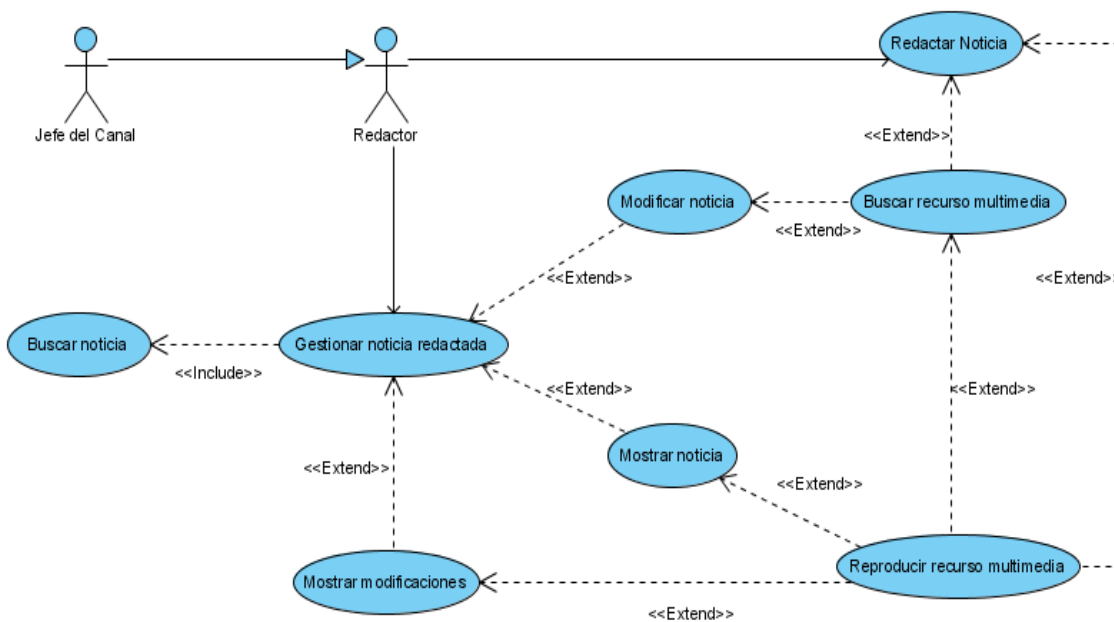 Redactar Noticia
Jefe del Canal
Redactor
<<Extend>>
Modificar noticia
Buscar recurso multimedia
<<Extend>>
<<Extend>>
<<Extend>>
Buscar noticia
Gestionar noticia redactada
<<Include>>
<<Extend>>
<<Extend>>
Mostrar noticia
<<Extend>>
<<Extend>>
Mostrar modificaciones
Reproducir recurso multimedia
<<Extend>>